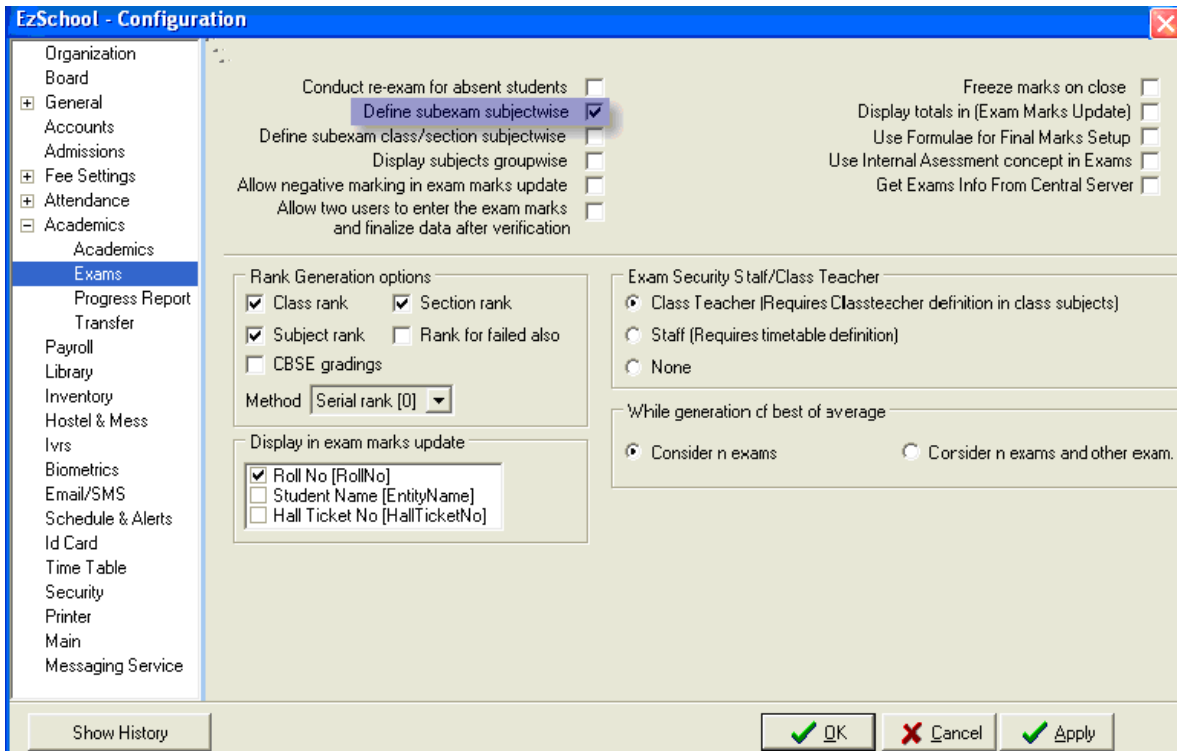 EzSchool - Configuration
Organization
Board
General
Accounts
Admissions
Fee Settings
Attendance
Academics
Academics
Exams
Progress Report
Transfer
Payroll
Library
Inventory
Hostel & Mess
Ivrs
Biometrics
Email/SMS
Schedule & Alerts
Id Card
Time Table
Security
Printer
Main
Messaging Service
Show History
Conduct re-exam for absent students
Define subexam subjectwise
Define subexam class/section subjectwise
Display subjects groupwise
Allow negative marking in exam marks update
Allow two users to enter the exam marks
and finalize data after verification
Freeze marks on close
Display totals in (Exam Marks Update)
Use Formulae for Final Marks Setup
Use Internal Asessment concept in Exams
Get Exams Info From Central Server
Rank Generation options
Class rank Section rank
Subject rank Rank for failed also
CBSE gradings
Method Serial rank [0]
Display in exam marks update
Roll No [RollNo]
Student Name [EntityName]
Hall Ticket No [HallTicketNo]
Exam Security Staff/Class Teacher
Class Teacher (Requires Classteacher definition in class subjects)
Staff (Requires timetable definition)
None
While generation of best of average
Consider n exams Consider n exams and other exam.
OK Cancel Apply